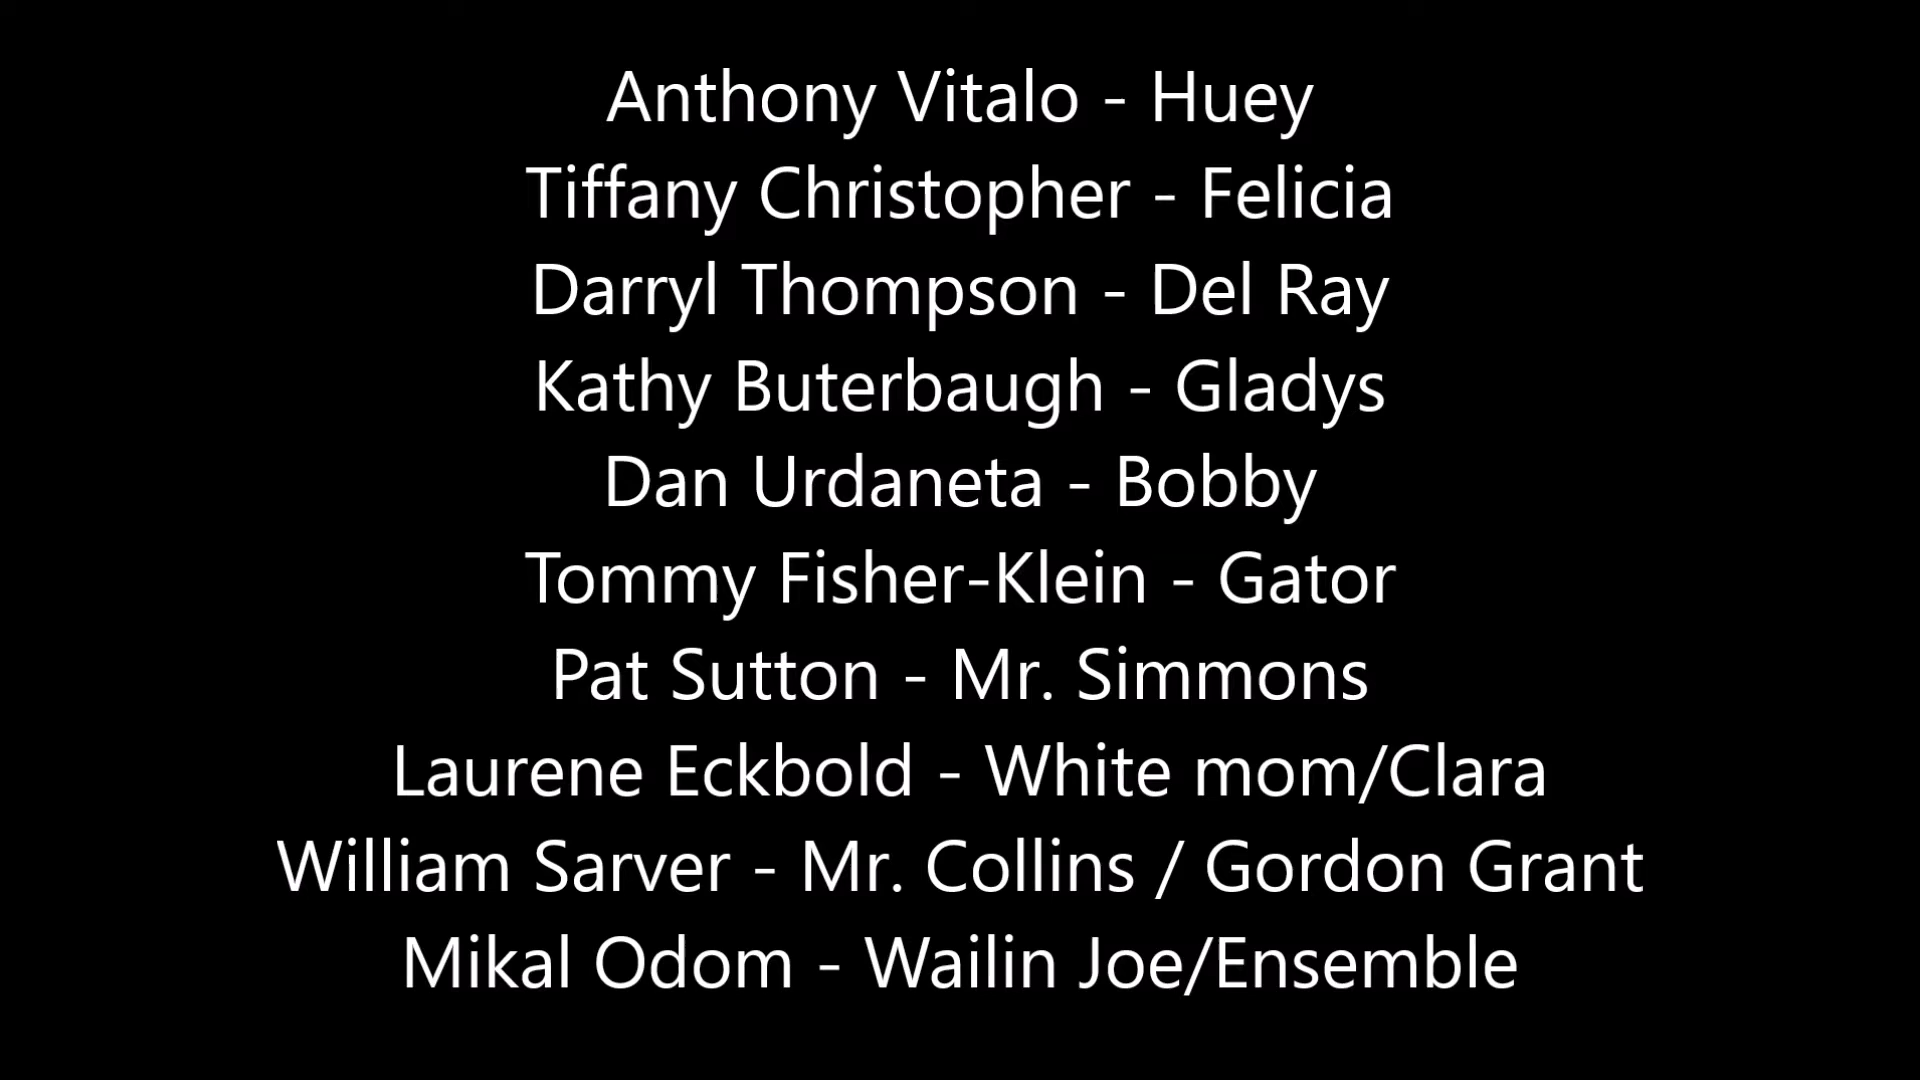 Anthony Vitalo - Huey
Tiffany Christopher - Felicia
Darryl Thompson - Del Ray
Kathy Buterbaugh - Gladys
Dan Urdaneta - Bobby
Tommy Fisher-Klein - Gator
Pat Sutton - Mr. Simmons
Laurene Eckbold - White mom/Clara
William Sarver - Mr. Collins / Gordon Grant
Mikal Odom - Wailin Joe/Ensemble